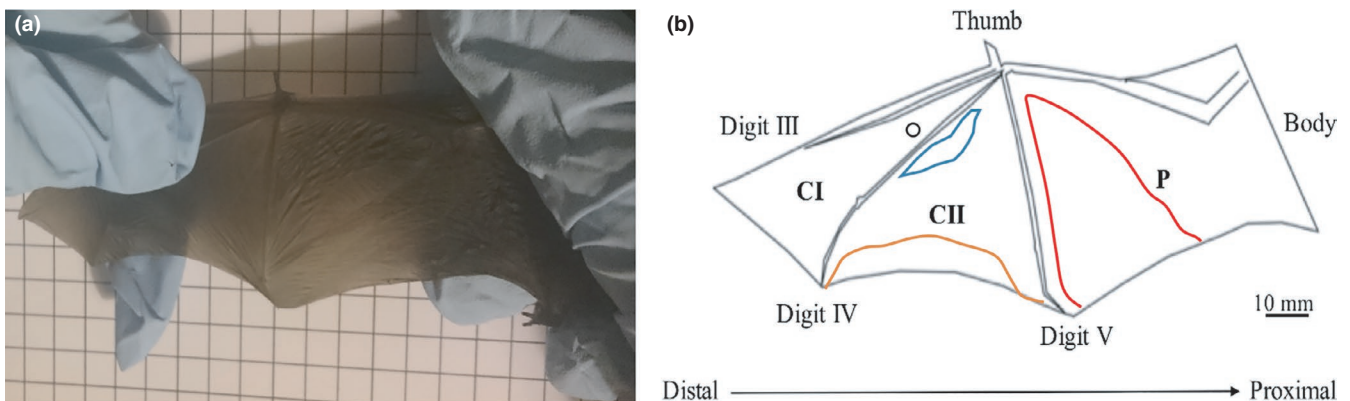 (a)
(b)
Thumb
Digit III
Body
CI
CII
P
Digit IV
Digit V
10 mm
Distal
Proximal